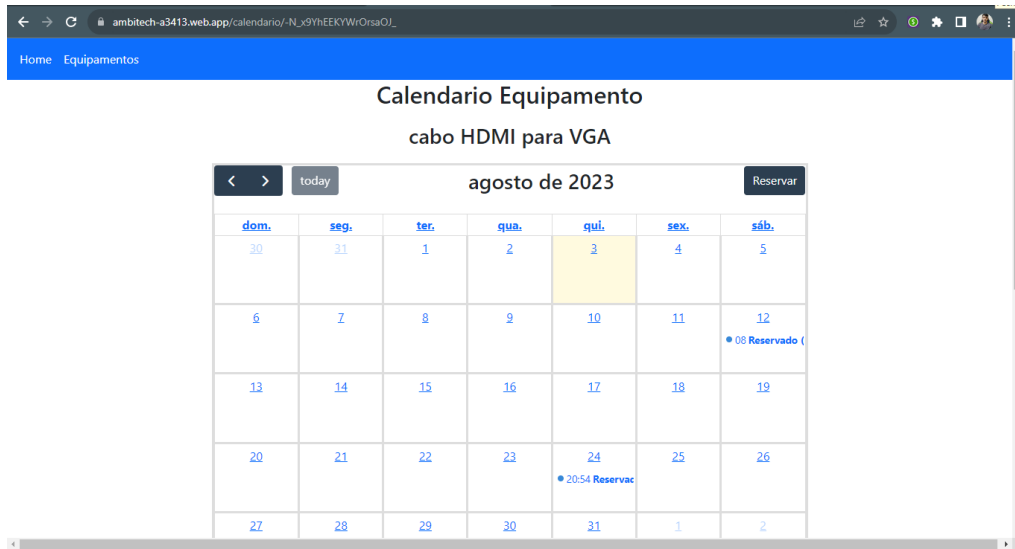 ambitech-a3413.web.app/calendario/-N_x9YhEEKYWrOrsaOJ_
Home Equipamentos
Calendario Equipamento
cabo HDMI para VGA
today agosto de 2023 Reservar
dom. seg. ter. qua. qui. sex. sáb.
30 31 1 2 3 4 5
6 7 8 9 10 11 12
08 Reservado (
13 14 15 16 17 18 19
20 21 22 23 24 25 26
20:54 Reservac
27 28 29 30 31 1 2